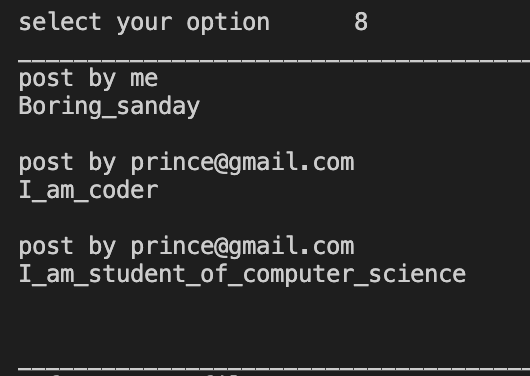 select your option 8
post by me
Boring_sanday
post by prince@gmail.com
I_am_coder
post by prince@gmail.com
I_am_student_of_computer_science